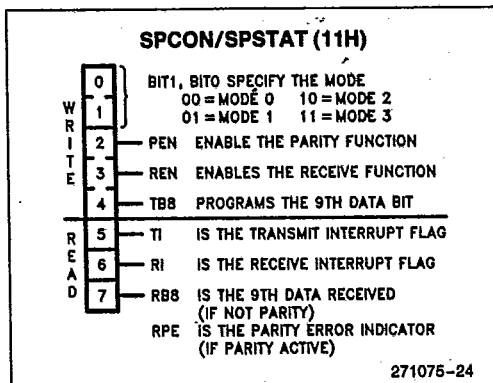 SPCON/SPSTAT (11H)
WRITE
0 BIT1, BIT0 SPECIFY THE MODE
00 = MODE 0 10 = MODE 2
1 01 = MODE 1 11 = MODE 3
2 PEN ENABLE THE PARITY FUNCTION
3 REN ENABLES THE RECEIVE FUNCTION
4 TB8 PROGRAMS THE 9TH DATA BIT
READ
5 TI IS THE TRANSMIT INTERRUPT FLAG
6 RI IS THE RECEIVE INTERRUPT FLAG
7 RB8 IS THE 9TH DATA RECEIVED
(IF NOT PARITY)
RPE IS THE PARITY ERROR INDICATOR
(IF PARITY ACTIVE)
271075-24